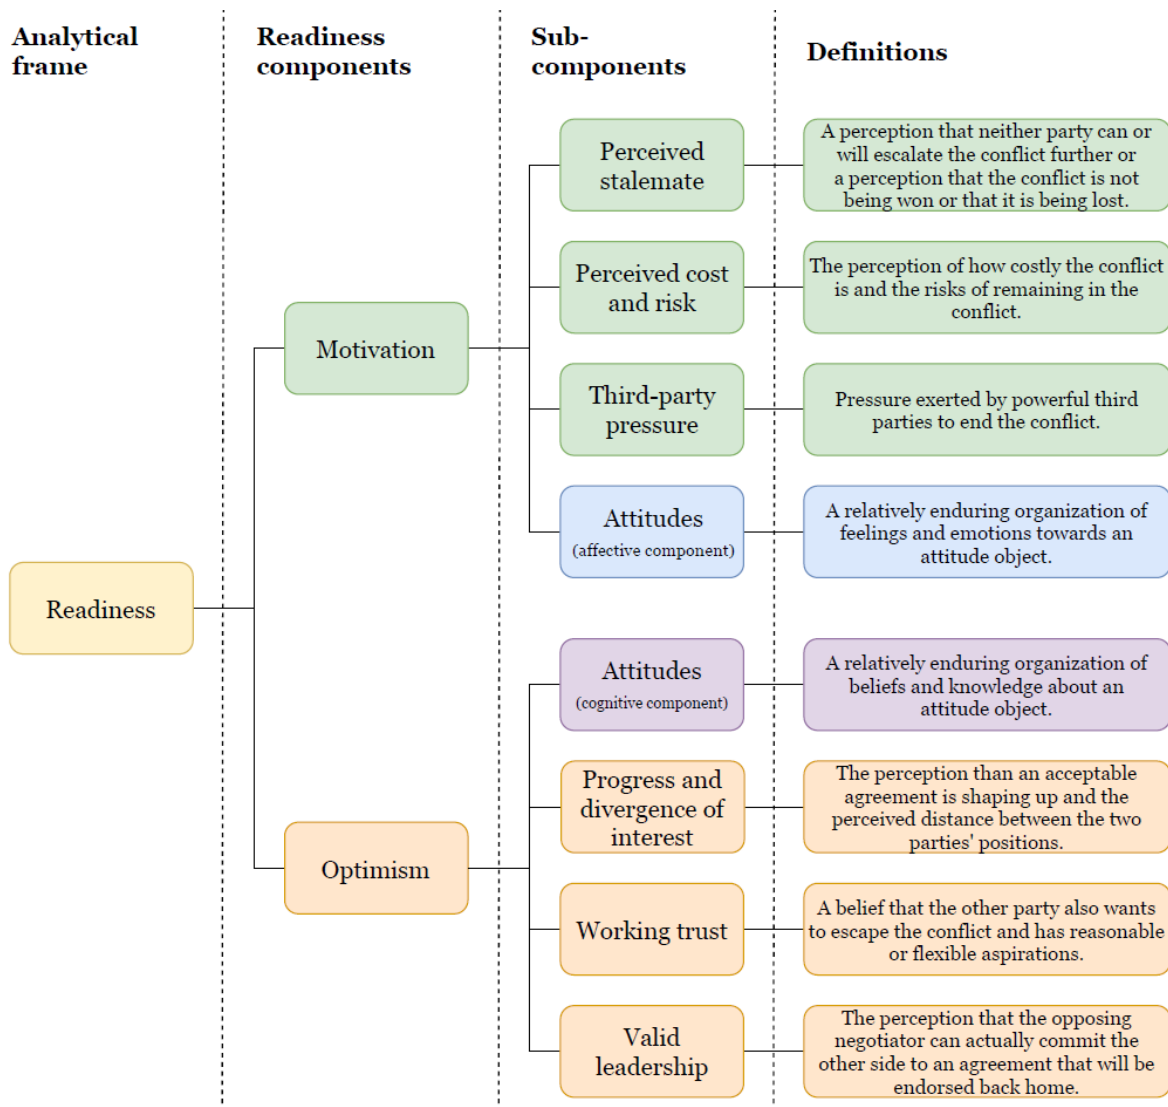 Analytical
frame
Readiness
components
Sub-
components
Definitions
Perceived
stalemate
A perception that neither party can or
will escalate the conflict further or
a perception that the conflict is not
being won or that it is being lost.
Perceived cost
and risk
The perception of how costly the conflict
is and the risks of remaining in the
conflict.
Motivation
Third-party
pressure
Pressure exerted by powerful third
parties to end the conflict.
Attitudes
(affective component)
A relatively enduring organization of
feelings and emotions towards an
attitude object.
Readiness
Attitudes
(cognitive component)
A relatively enduring organization of
beliefs and knowledge about an
attitude object.
Progress and
divergence of
interest
The perception than an acceptable
agreement is shaping up and the
perceived distance between the two
parties' positions.
Optimism
Working trust
A belief that the other party also wants
to escape the conflict and has reasonable
or flexible aspirations.
Valid
leadership
The perception that the opposing
negotiator can actually commit the
other side to an agreement that will be
endorsed back home.